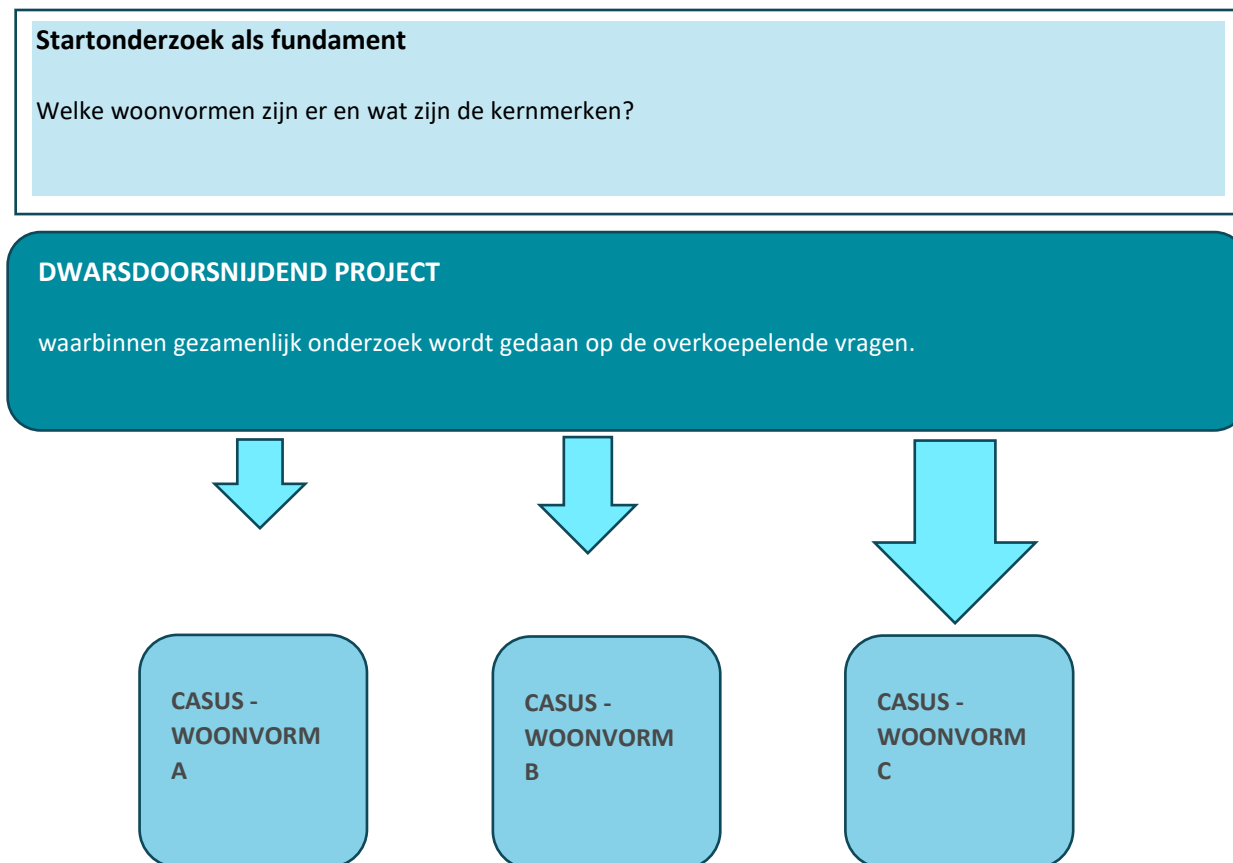 Startonderzoek als fundament
Welke woonvormen zijn er en wat zijn de kernmerken?
DWARSDOORSNIJDEND PROJECT
waarbinnen gezamenlijk onderzoek wordt gedaan op de overkoepelende vragen.
CASUS -
WOONVORM
A
CASUS -
WOONVORM
B
CASUS -
WOONVORM
C